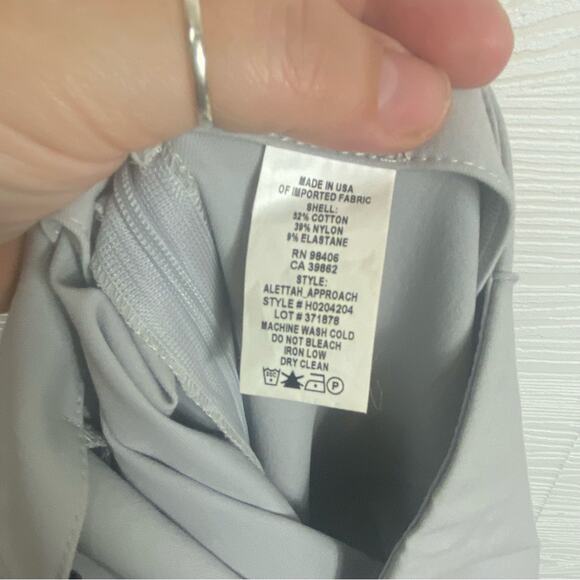 MADE IN USA
OF IMPORTED FABRIC
SHELL:
52% COTTON
39% NYLON
9% ELASTANE
RN 98406
CA 39862
STYLE:
ALETTAH_APPROACH
STYLE # H0204204
LOT # 371878
MACHINE WASH COLD
DO NOT BLEACH
IRON LOW
DRY CLEAN
30C P